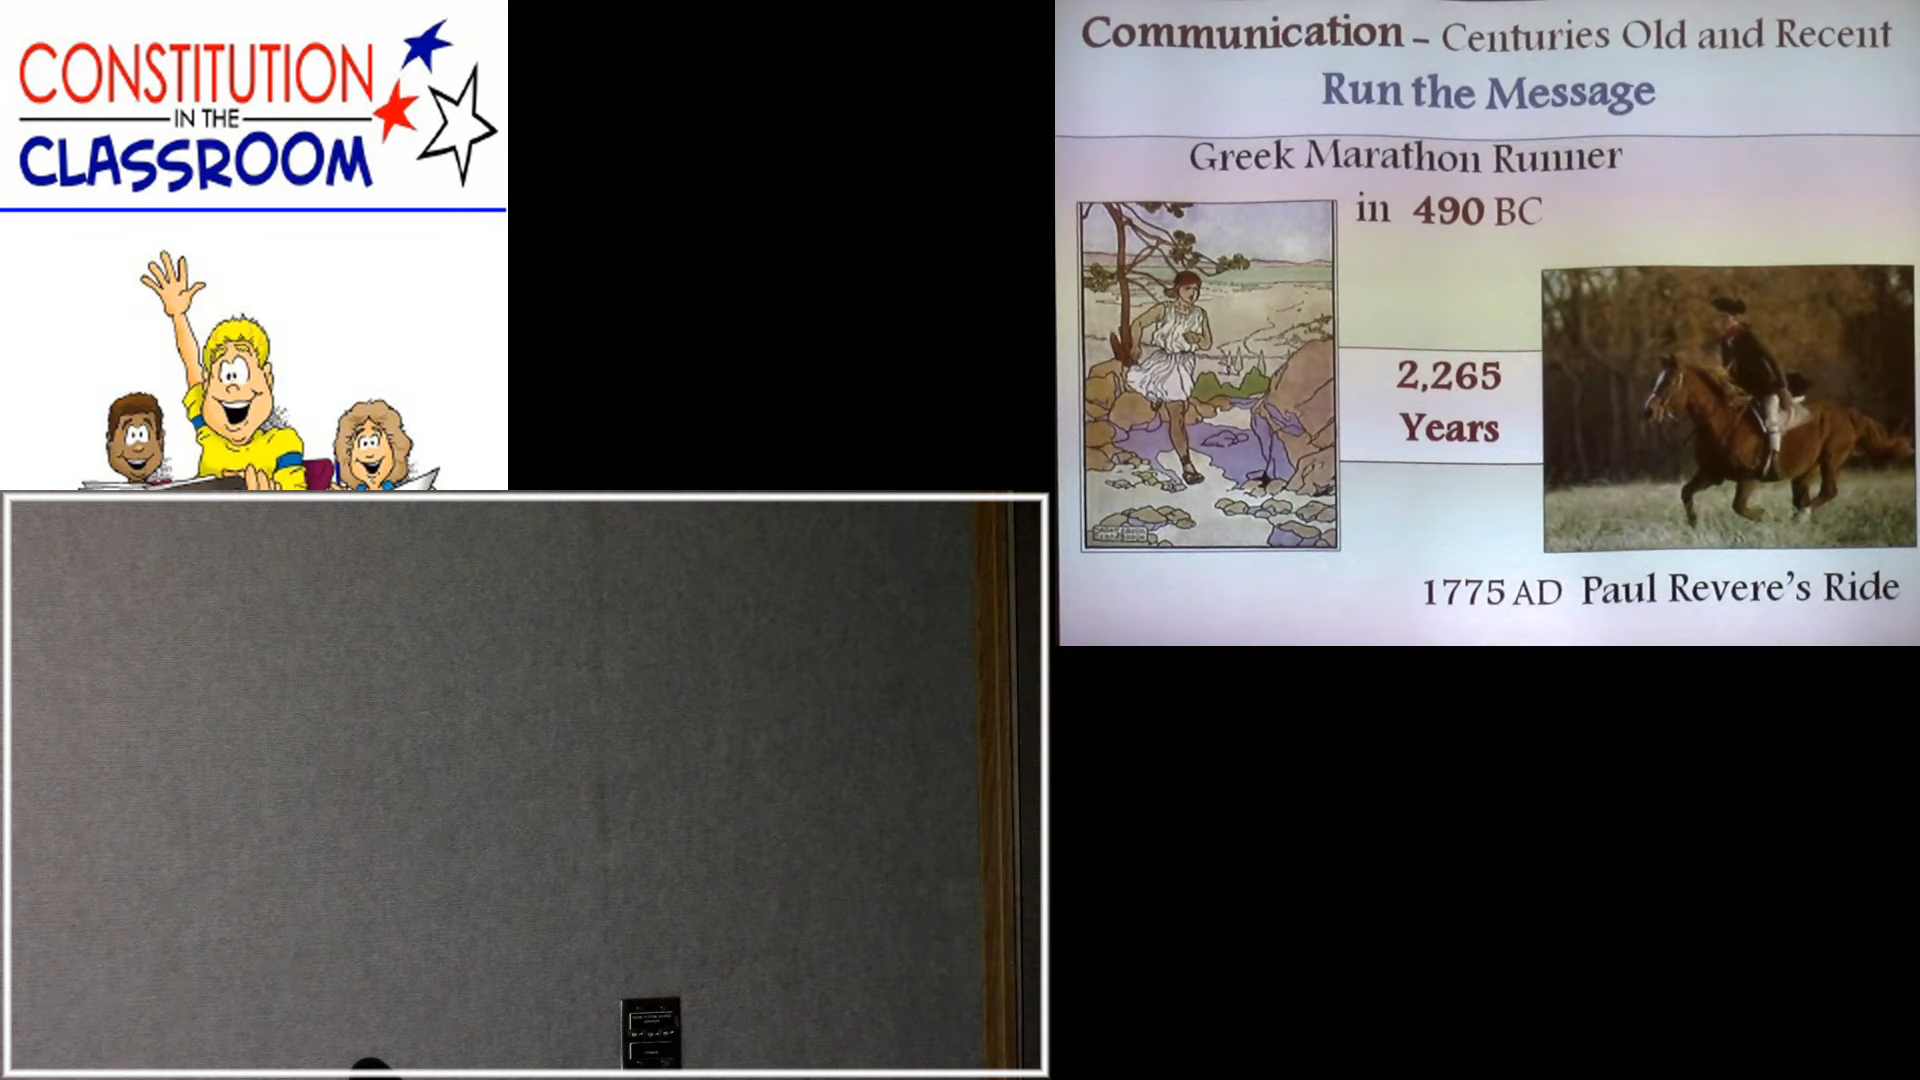 CONSTITUTION
IN THE
CLASSROOM
Communication – Centuries Old and Recent
Run the Message
Greek Marathon Runner
in 490 BC
2,265
Years
1775 AD Paul Revere's Ride